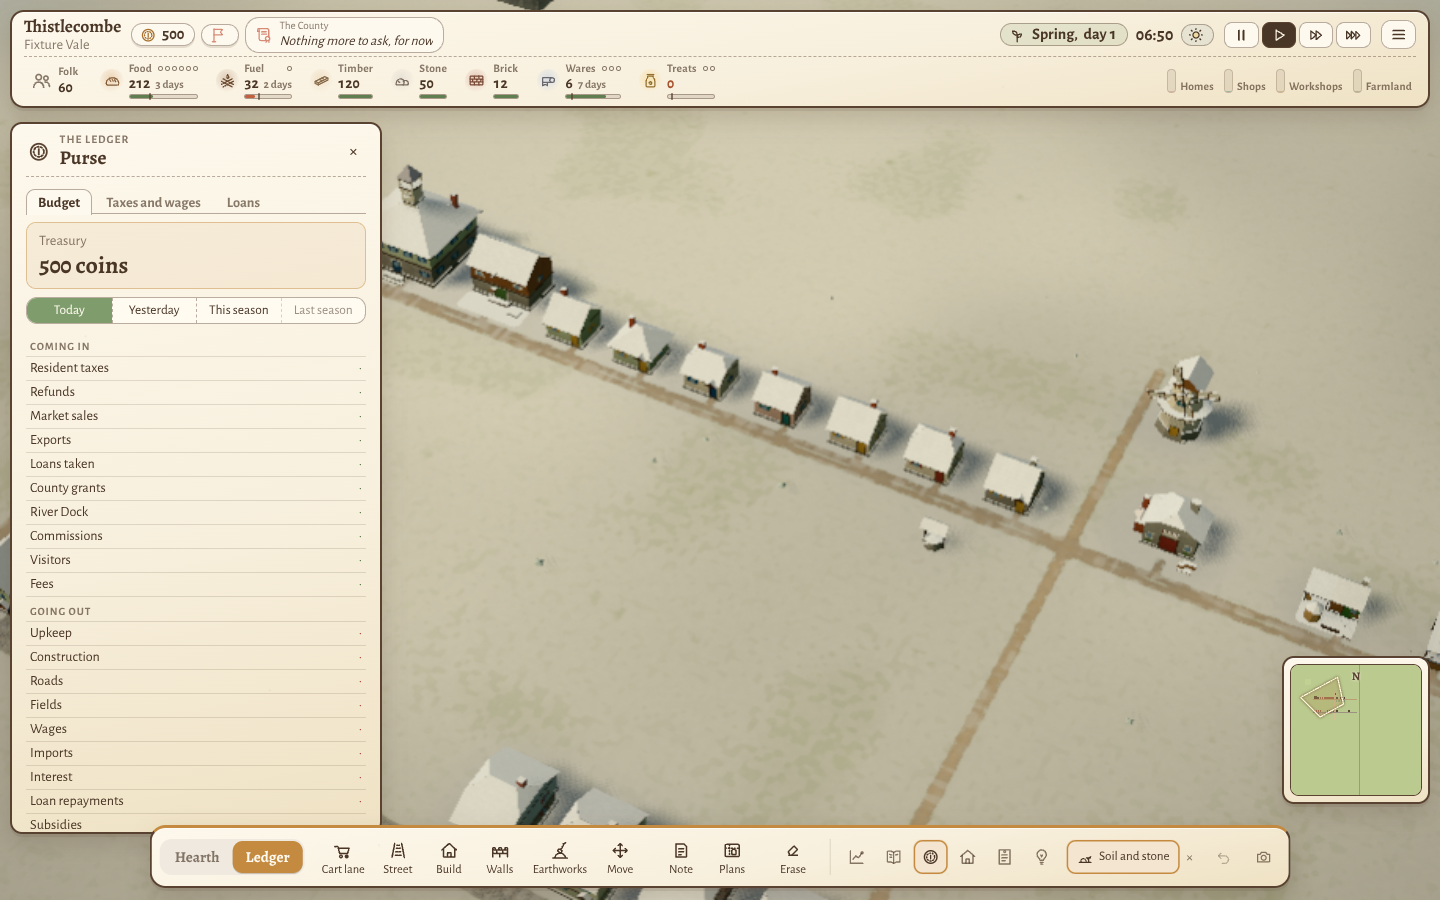 Thistlecombe
Fixture Vale
500
The County
Nothing more to ask, for now
Spring, day 1
06:50
Folk
60
Food
212 3 days
Fuel
32 2 days
Timber
120
Stone
50
Brick
12
Wares
6 7 days
Treats
0
Homes
Shops
Workshops
Farmland
THE LEDGER
Purse
×
Budget
Taxes and wages
Loans
Treasury
500 coins
Today
Yesterday
This season
Last season
COMING IN
Resident taxes ·
Refunds ·
Market sales ·
Exports ·
Loans taken ·
County grants ·
River Dock ·
Commissions ·
Visitors ·
Fees ·
GOING OUT
Upkeep ·
Construction ·
Roads ·
Fields ·
Wages ·
Imports ·
Interest ·
Loan repayments ·
Subsidies
N
Hearth
Ledger
Cart lane
Street
Build
Walls
Earthworks
Move
Note
Plans
Erase
Soil and stone
×